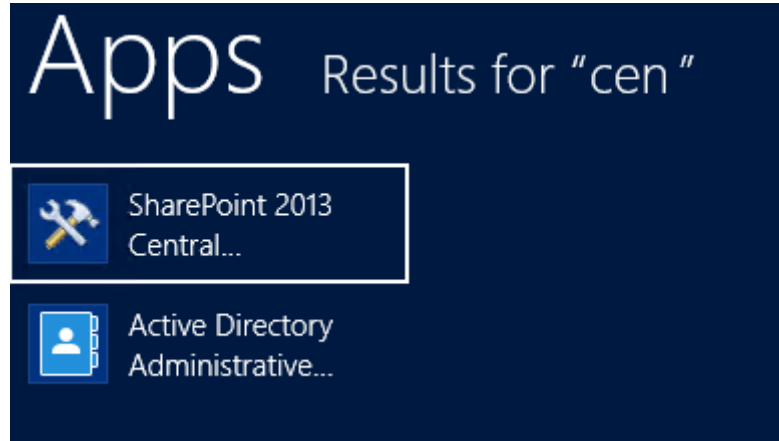 Apps Results for “cen”
SharePoint 2013
Central...
Active Directory
Administrative...